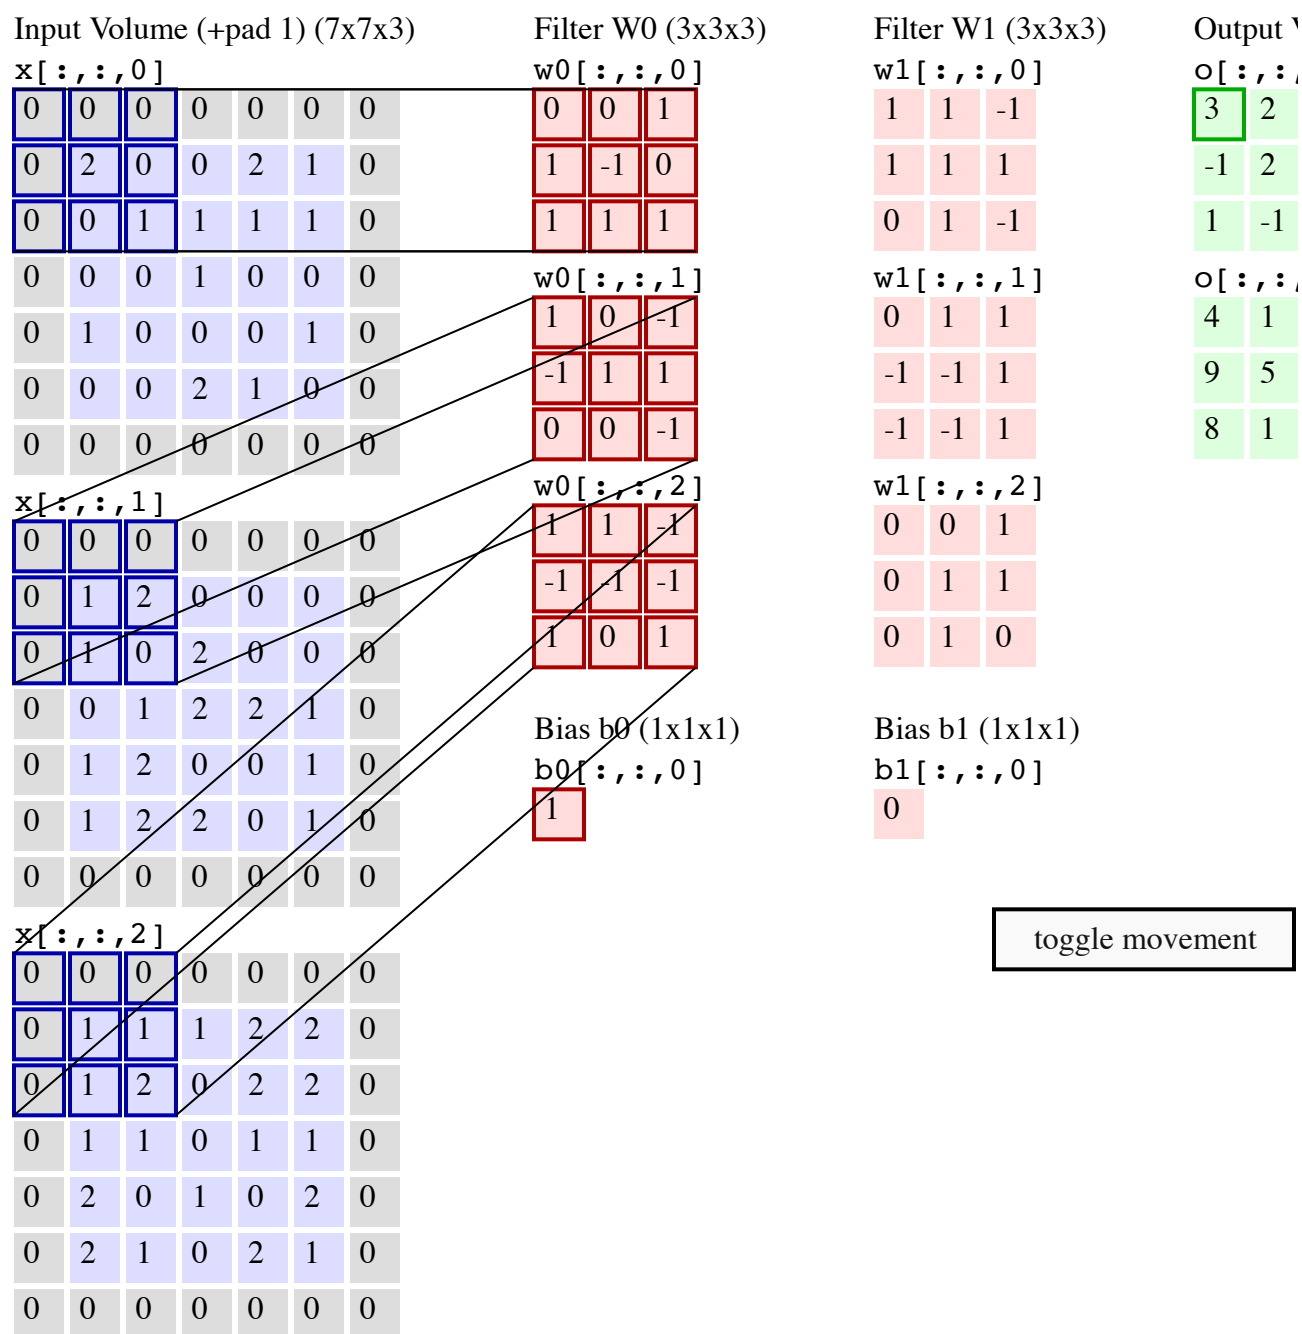 Input Volume (+pad 1) (7x7x3)
x[:,:,0]
0 0 0 0 0 0 0
0 2 0 0 2 1 0
0 0 1 1 1 1 0
0 0 0 1 0 0 0
0 1 0 0 0 1 0
0 0 0 2 1 0 0
0 0 0 0 0 0 0
x[:,:,1]
0 0 0 0 0 0 0
0 1 2 0 0 0 0
0 1 0 2 0 0 0
0 0 1 2 2 1 0
0 1 2 0 0 1 0
0 1 2 2 0 1 0
0 0 0 0 0 0 0
x[:,:,2]
0 0 0 0 0 0 0
0 1 1 1 2 2 0
0 1 2 0 2 2 0
0 1 1 0 1 1 0
0 2 0 1 0 2 0
0 2 1 0 2 1 0
0 0 0 0 0 0 0
Filter W0 (3x3x3)
w0[:,:,0]
0 0 1
1 -1 0
1 1 1
w0[:,:,1]
1 0 -1
-1 1 1
0 0 -1
w0[:,:,2]
1 1 -1
-1 -1 -1
1 0 1
Bias b0 (1x1x1)
b0[:,:,0]
1
Filter W1 (3x3x3)
w1[:,:,0]
1 1 -1
1 1 1
0 1 -1
w1[:,:,1]
0 1 1
-1 -1 1
-1 -1 1
w1[:,:,2]
0 0 1
0 1 1
0 1 0
Bias b1 (1x1x1)
b1[:,:,0]
0
Output
o[:,:,
3 2
-1 2
1 -1
o[:,:,
4 1
9 5
8 1
toggle movement